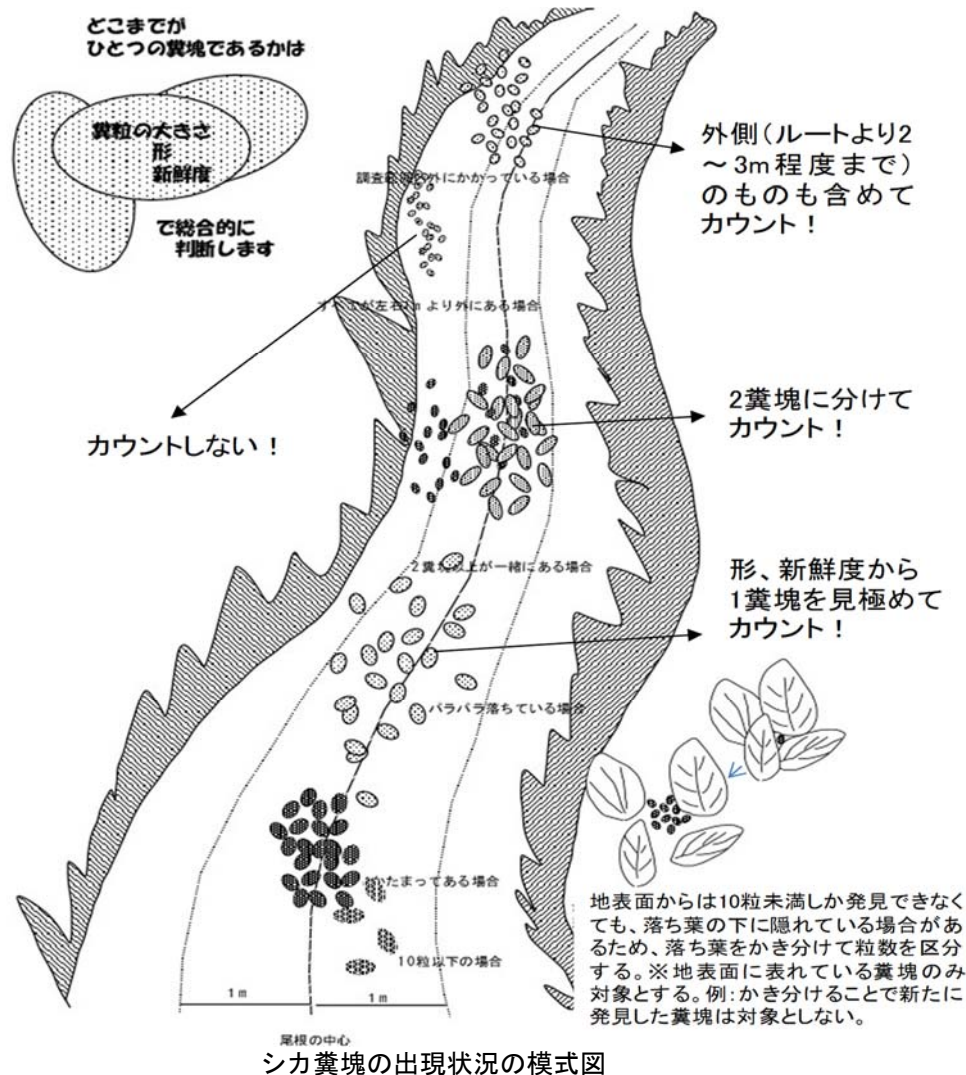 どこまでが
ひとつの糞塊であるかは
糞粒の大きさ
形
新鮮度
で総合的に
判断します
外側(ルートより2
~3m程度まで)
のものも含めて
カウント!
調査範囲の外にかかっている場合
すべてが左右1mより外にある場合
カウントしない!
2糞塊に分けて
カウント!
2糞塊以上が一緒にある場合
形、新鮮度から
1糞塊を見極めて
カウント!
バラバラ落ちている場合
かたまってある場合
10粒以下の場合
1m
1m
尾根の中心
地表面からは10粒未満しか発見できなく
ても、落ち葉の下に隠れている場合があ
るため、落ち葉をかき分けて粒数を区分
する。※地表面に表れている糞塊のみ
対象とする。例:かき分けることで新たに
発見した糞塊は対象としない。
シカ糞塊の出現状況の模式図